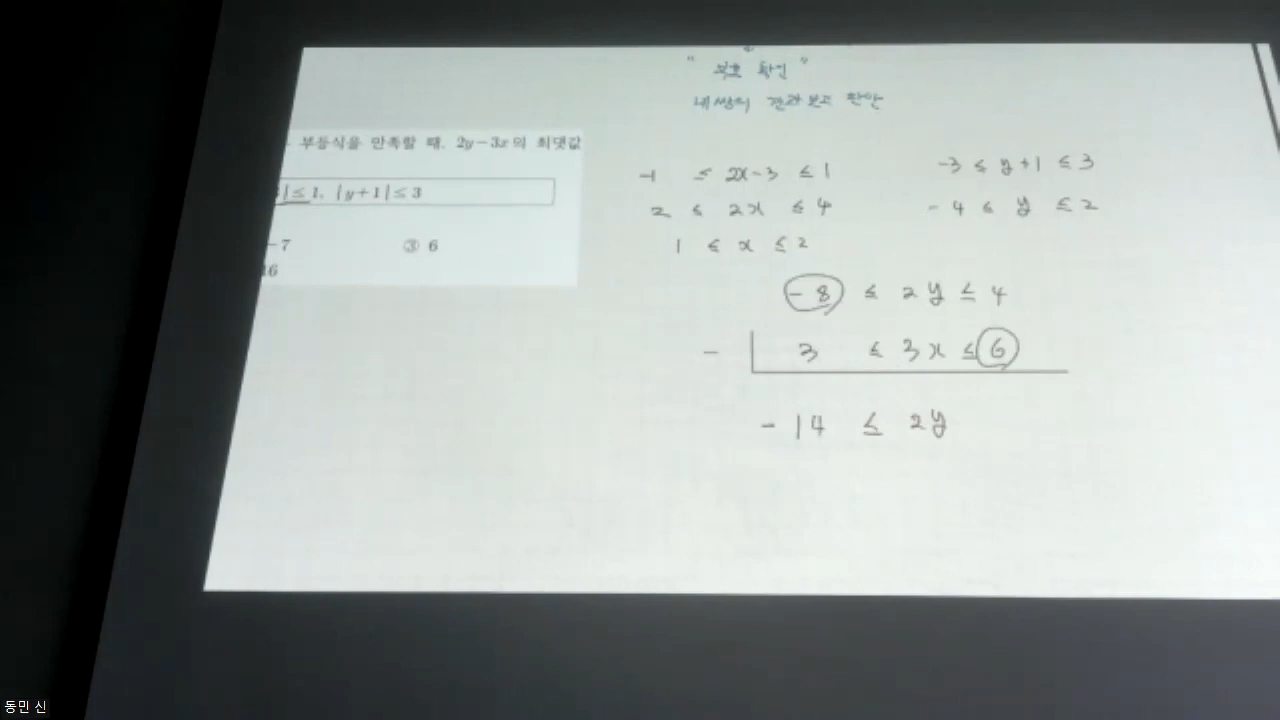 " 부호 확인 "
네쌍의 결과보고 판단
부등식을 만족할 때, 2y-3x의 최댓값
|≤1, |y+1|≤3
-7 ③ 6
16
-1 ≤ 2x-3 ≤ 1
2 ≤ 2x ≤ 4
1 ≤ x ≤ 2
-3 ≤ y+1 ≤ 3
-4 ≤ y ≤ 2
-8 ≤ 2y ≤ 4
- 3 ≤ 3x ≤ 6
-14 ≤ 2y
동민 신